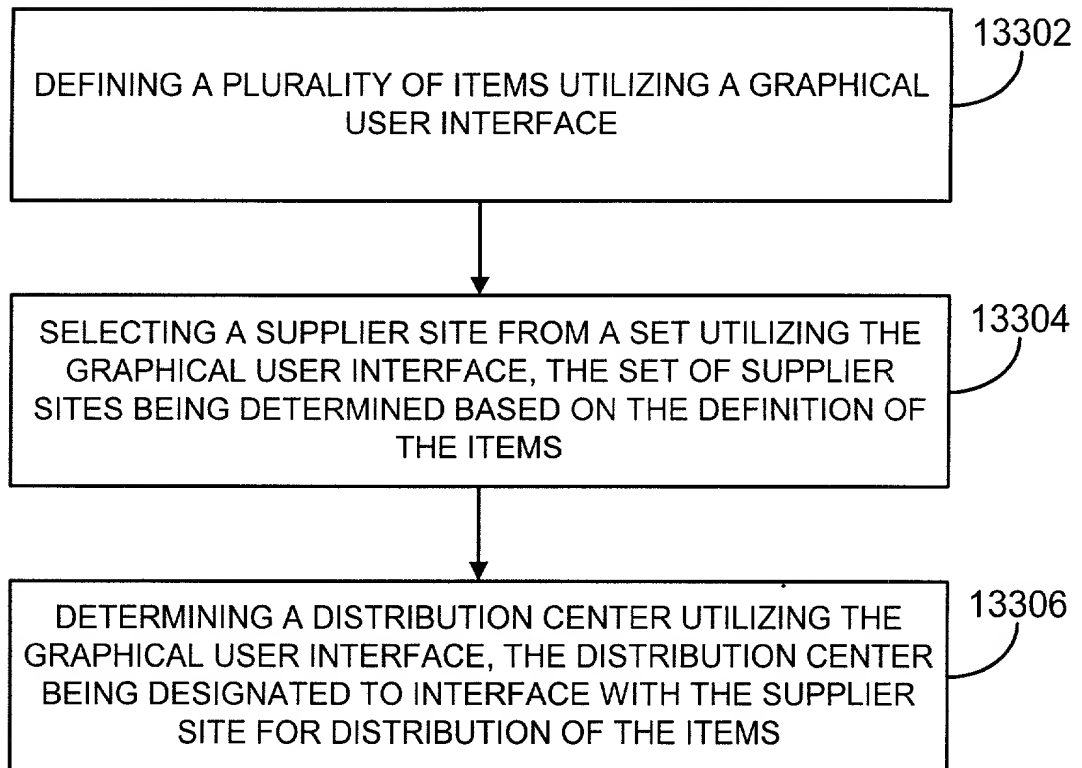 13302
DEFINING A PLURALITY OF ITEMS UTILIZING A GRAPHICAL
USER INTERFACE
13304
SELECTING A SUPPLIER SITE FROM A SET UTILIZING THE
GRAPHICAL USER INTERFACE, THE SET OF SUPPLIER
SITES BEING DETERMINED BASED ON THE DEFINITION OF
THE ITEMS
13306
DETERMINING A DISTRIBUTION CENTER UTILIZING THE
GRAPHICAL USER INTERFACE, THE DISTRIBUTION CENTER
BEING DESIGNATED TO INTERFACE WITH THE SUPPLIER
SITE FOR DISTRIBUTION OF THE ITEMS